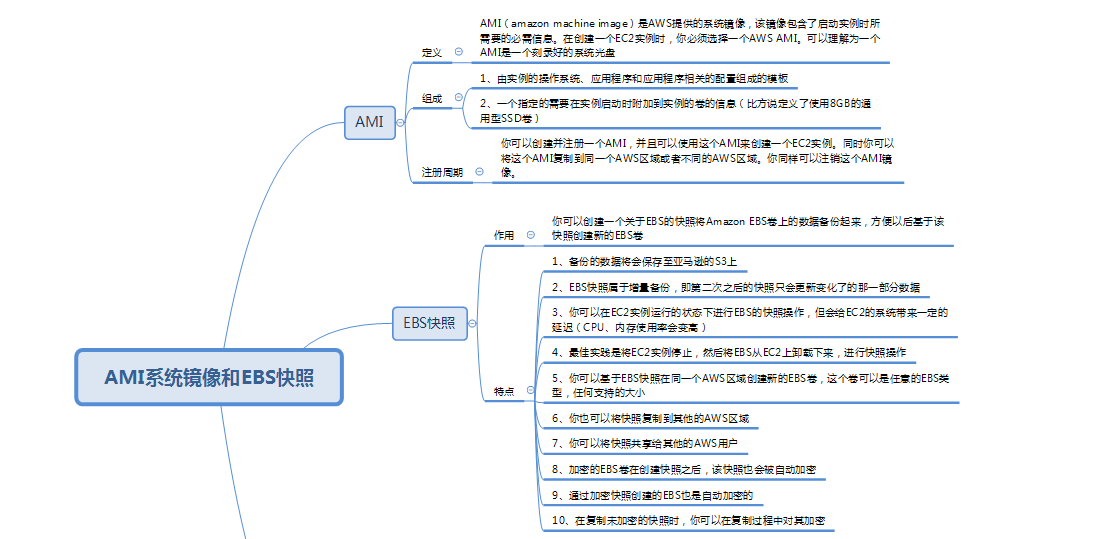 AMI系统镜像和EBS快照
AMI
定义
AMI（amazon machine image）是AWS提供的系统镜像，该镜像包含了启动实例时所
需要的必需信息。在创建一个EC2实例时，你必须选择一个AWS AMI。可以理解为一个
AMI是一个刻录好的系统光盘
组成
1、由实例的操作系统、应用程序和应用程序相关的配置组成的模板
2、一个指定的需要在实例启动时附加到实例的卷的信息（比方说定义了使用8GB的通
用型SSD卷）
注册周期
你可以创建并注册一个AMI，并且可以使用这个AMI来创建一个EC2实例。同时你可以
将这个AMI复制到同一个AWS区域或者不同的AWS区域。你同样可以注销这个AMI镜
像。
EBS快照
作用
你可以创建一个关于EBS的快照将Amazon EBS卷上的数据备份起来，方便以后基于该
快照创建新的EBS卷
特点
1、备份的数据将会保存至亚马逊的S3上
2、EBS快照属于增量备份，即第二次之后的快照只会更新变化了的那一部分数据
3、你可以在EC2实例运行的状态下进行EBS的快照操作，但会给EC2的系统带来一定的
延迟（CPU、内存使用率会变高）
4、最佳实践是将EC2实例停止，然后将EBS从EC2上卸载下来，进行快照操作
5、你可以基于EBS快照在同一个AWS区域创建新的EBS卷，这个卷可以是任意的EBS类
型，任何支持的大小
6、你也可以将快照复制到其他的AWS区域
7、你可以将快照共享给其他的AWS用户
8、加密的EBS卷在创建快照之后，该快照也会被自动加密
9、通过加密快照创建的EBS也是自动加密的
10、在复制未加密的快照时，你可以在复制过程中对其加密